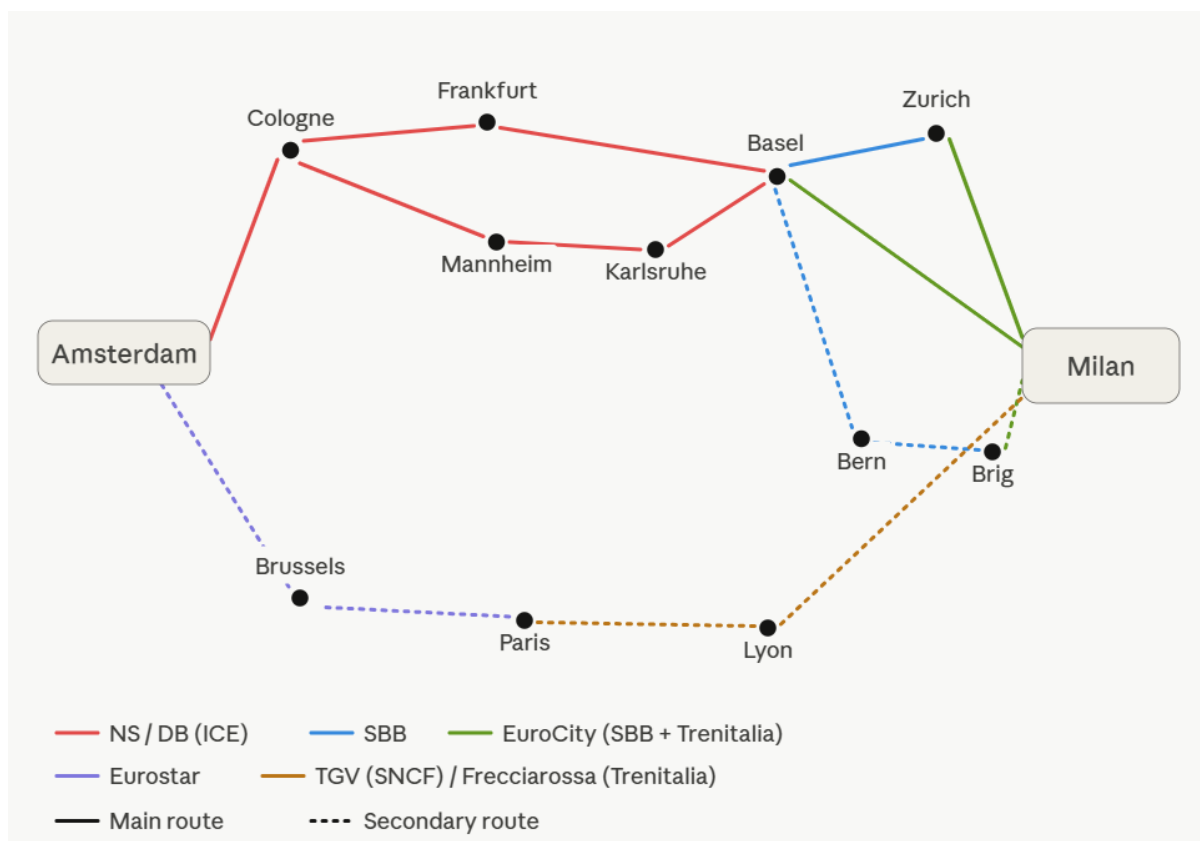 Frankfurt
Zurich
Cologne
Basel
Mannheim
Karlsruhe
Amsterdam
Milan
Bern
Brig
Brussels
Paris
Lyon
NS / DB (ICE)
SBB
EuroCity (SBB + Trenitalia)
Eurostar
TGV (SNCF) / Frecciarossa (Trenitalia)
Main route
Secondary route